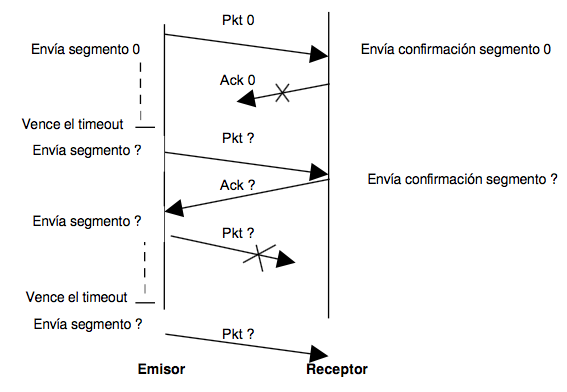 Pkt 0
Envía segmento 0
Envía confirmación segmento 0
Ack 0
Vence el timeout
Pkt ?
Envía segmento ?
Envía confirmación segmento ?
Ack ?
Envía segmento ?
Pkt ?
Vence el timeout
Envía segmento ?
Pkt ?
Emisor
Receptor